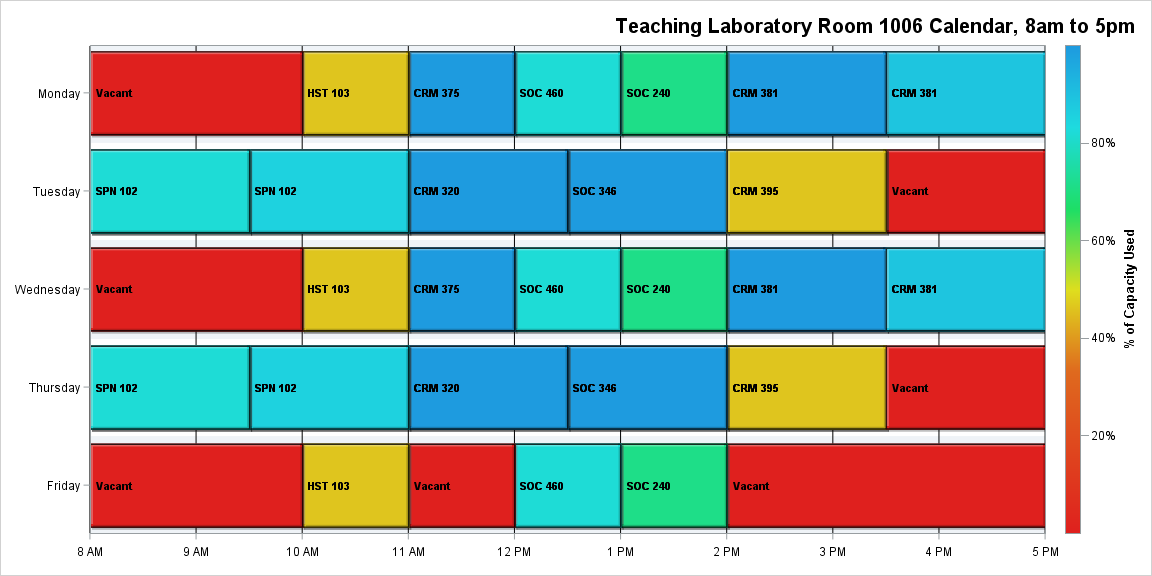 Teaching Laboratory Room 1006 Calendar, 8am to 5pm
Monday
Vacant
HST 103
CRM 375
SOC 460
SOC 240
CRM 381
CRM 381
Tuesday
SPN 102
SPN 102
CRM 320
SOC 346
CRM 395
Vacant
Wednesday
Vacant
HST 103
CRM 375
SOC 460
SOC 240
CRM 381
CRM 381
Thursday
SPN 102
SPN 102
CRM 320
SOC 346
CRM 395
Vacant
Friday
Vacant
HST 103
Vacant
SOC 460
SOC 240
Vacant
8 AM
9 AM
10 AM
11 AM
12 PM
1 PM
2 PM
3 PM
4 PM
5 PM
80%
60%
40%
20%
% of Capacity Used